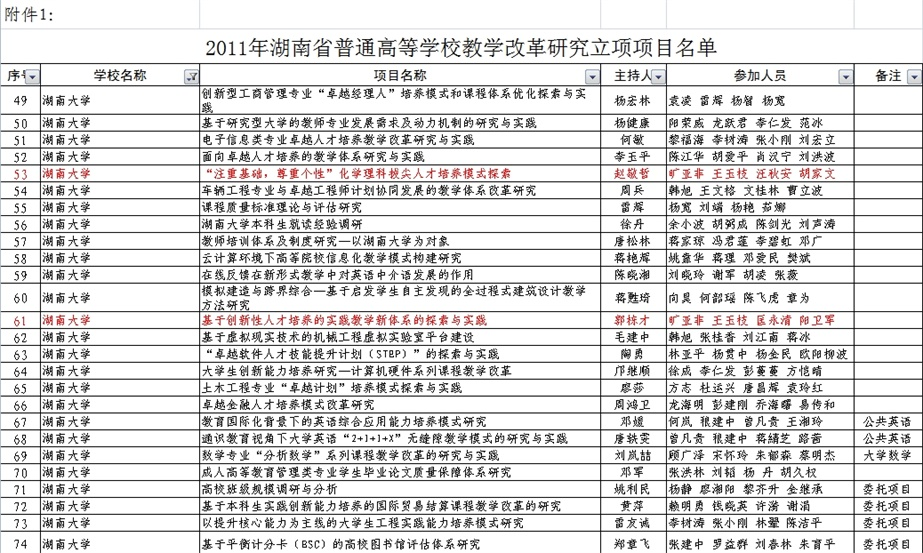 附件1:
2011年湖南省普通高等学校教学改革研究立项项目名单
序号 学校名称 项目名称 主持人 参加人员 备注
49 湖南大学 创新型工商管理专业“卓越经理人”培养模式和课程体系优化探索与实践 杨宏林 袁凌 雷辉 杨智 杨宽
50 湖南大学 基于研究型大学的教师专业发展需求及动力机制的研究与实践 杨健康 阳荣威 龙跃君 李仁发 范冰
51 湖南大学 电子信息类专业卓越人才培养教学改革研究与实践 何敏 黎福海 李树涛 张小刚 刘宏立
52 湖南大学 面向卓越人才培养的教学体系研究与实践 李玉平 陈江华 胡爱平 肖汉宁 刘洪波
53 湖南大学 “注重基础，尊重个性”化学理科拔尖人才培养模式探索 赵敬哲 旷亚非 王玉枝 汪秋安 胡家文
54 湖南大学 车辆工程专业与卓越工程师计划协同发展的教学体系改革研究 周兵 韩旭 王文格 文桂林 曹立波
55 湖南大学 课程质量标准理论与评估研究 雷辉 杨宽 刘端 杨艳 茹娜
56 湖南大学 湖南大学本科生就读经验调研 徐丹 余小波 胡弼成 陈剑光 刘声涛
57 湖南大学 教师培训体系及制度研究—以湖南大学为对象 唐松林 蒋家琼 冯君莲 李碧虹 邓广
58 湖南大学 云计算环境下高等院校信息化教学模式构建研究 蒋艳辉 姚鑫华 蒋理 邓爱民 樊斌
59 湖南大学 在线反馈在新形式教学中对英语中介语发展的作用 陈晓湘 刘晓玲 谢军 胡凌 张薇
60 湖南大学 模拟建造与跨界综合—基于启发学生自主发现的全过程式建筑设计教学方法研究 蒋甦琦 向昊 何韶瑶 陈飞虎 章为
61 湖南大学 基于创新性人才培养的实践教学新体系的探索与实践 郭栋才 旷亚非 王玉枝 匡永清 阳卫军
62 湖南大学 基于虚拟现实技术的机械工程虚拟实验室平台建设 毛建中 韩旭 张桂香 刘江南 蒋冰
63 湖南大学 “卓越软件人才技能提升计划（STEP）”的探索与实践 陶勇 林亚平 杨贯中 杨金民 欧阳柳波
64 湖南大学 大学生创新能力培养研究—计算机硬件系列课程教学改革 邝继顺 徐成 李仁发 彭蔓蔓 方恺晴
65 湖南大学 土木工程专业“卓越计划”培养模式探索与实践 廖莎 方志 杜运兴 唐昌辉 袁玲红
66 湖南大学 卓越金融人才培养模式改革研究 周鸿卫 龙海明 彭建刚 乔海曙 易传和
67 湖南大学 教育国际化背景下的英语综合应用能力培养模式研究 邓媛 何岚 银建中 曾凡贵 王湘玲 公共英语
68 湖南大学 通识教育视角下大学英语“2+1+1+X”无缝隙教学模式的研究与实践 唐轶雯 曾凡贵 银建中 蒋绪芝 路茜 公共英语
69 湖南大学 数学专业“分析数学”系列课程教学改革的研究与实践 刘岚喆 顾广泽 宋怀玲 朱郁森 蔡明杰 大学数学
70 湖南大学 成人高等教育管理类专业学生毕业论文质量保障体系研究 邓军 张洪林 刘韬 杨丹 胡久权
71 湖南大学 高校班级规模调研与分析 姚利民 杨静 廖湘阳 黎齐升 金继承 委托项目
72 湖南大学 基于本科生实践创新能力培养的国际贸易结算课程教学改革的研究 黄萍 赖明勇 钱晓英 许漪 谢涓 委托项目
73 湖南大学 以提升核心能力为主线的大学生工程实践能力模式研究 雷友诚 李树涛 张小刚 林翚 陈洁平 委托项目
74 湖南大学 基于平衡计分卡（BSC）的高校图书馆评估体系研究 郑章飞 张建中 罗益群 刘春林 朱育平 委托项目